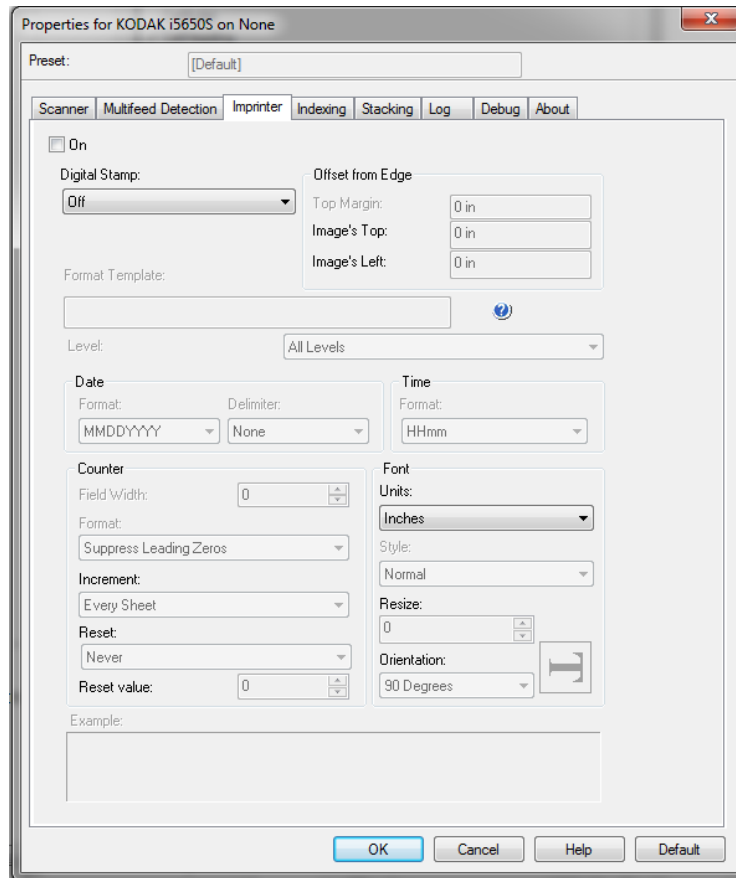 Properties for KODAK i5650S on None
Preset: [Default]
Scanner Multifeed Detection Imprinter Indexing Stacking Log Debug About
On
Digital Stamp:
Off
Offset from Edge
Top Margin: 0 in
Image's Top: 0 in
Image's Left: 0 in
Format Template:
Level: All Levels
Date
Format: Delimiter:
MMDDYYYY None
Time
Format:
HHmm
Counter
Field Width: 0
Format:
Suppress Leading Zeros
Increment:
Every Sheet
Reset:
Never
Reset value: 0
Font
Units:
Inches
Style:
Normal
Resize:
0
Orientation:
90 Degrees
Example:
OK Cancel Help Default